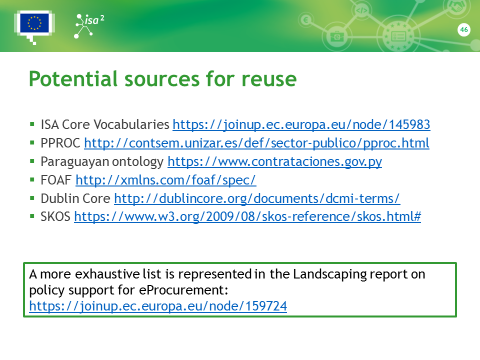 isa²
46
Potential sources for reuse
▪ ISA Core Vocabularies https://joinup.ec.europa.eu/node/145983
▪ PPROC http://contsem.unizar.es/def/sector-publico/pproc.html
▪ Paraguayan ontology https://www.contrataciones.gov.py
▪ FOAF http://xmlns.com/foaf/spec/
▪ Dublin Core http://dublincore.org/documents/dcmi-terms/
▪ SKOS https://www.w3.org/2009/08/skos-reference/skos.html#
A more exhaustive list is represented in the Landscaping report on
policy support for eProcurement:
https://joinup.ec.europa.eu/node/159724